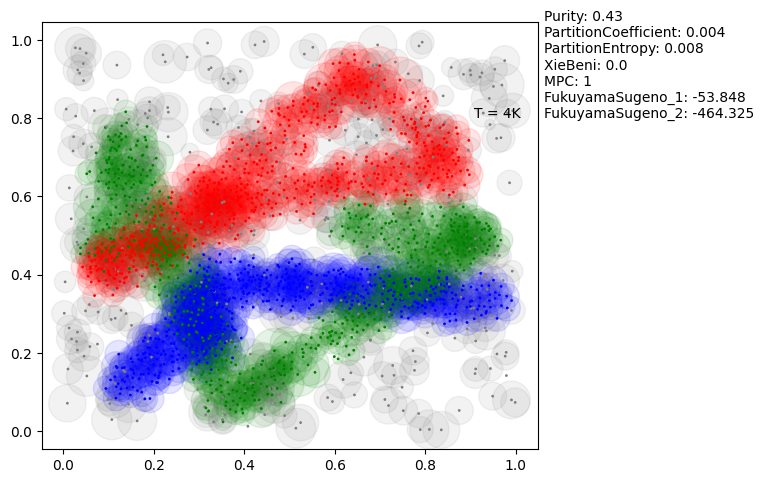 Purity: 0.43
PartitionCoefficient: 0.004
PartitionEntropy: 0.008
XieBeni: 0.0
MPC: 1
FukuyamaSugeno_1: -53.848
FukuyamaSugeno_2: -464.325
T = 4K
1.0
0.8
0.6
0.4
0.2
0.0
0.0 0.2 0.4 0.6 0.8 1.0